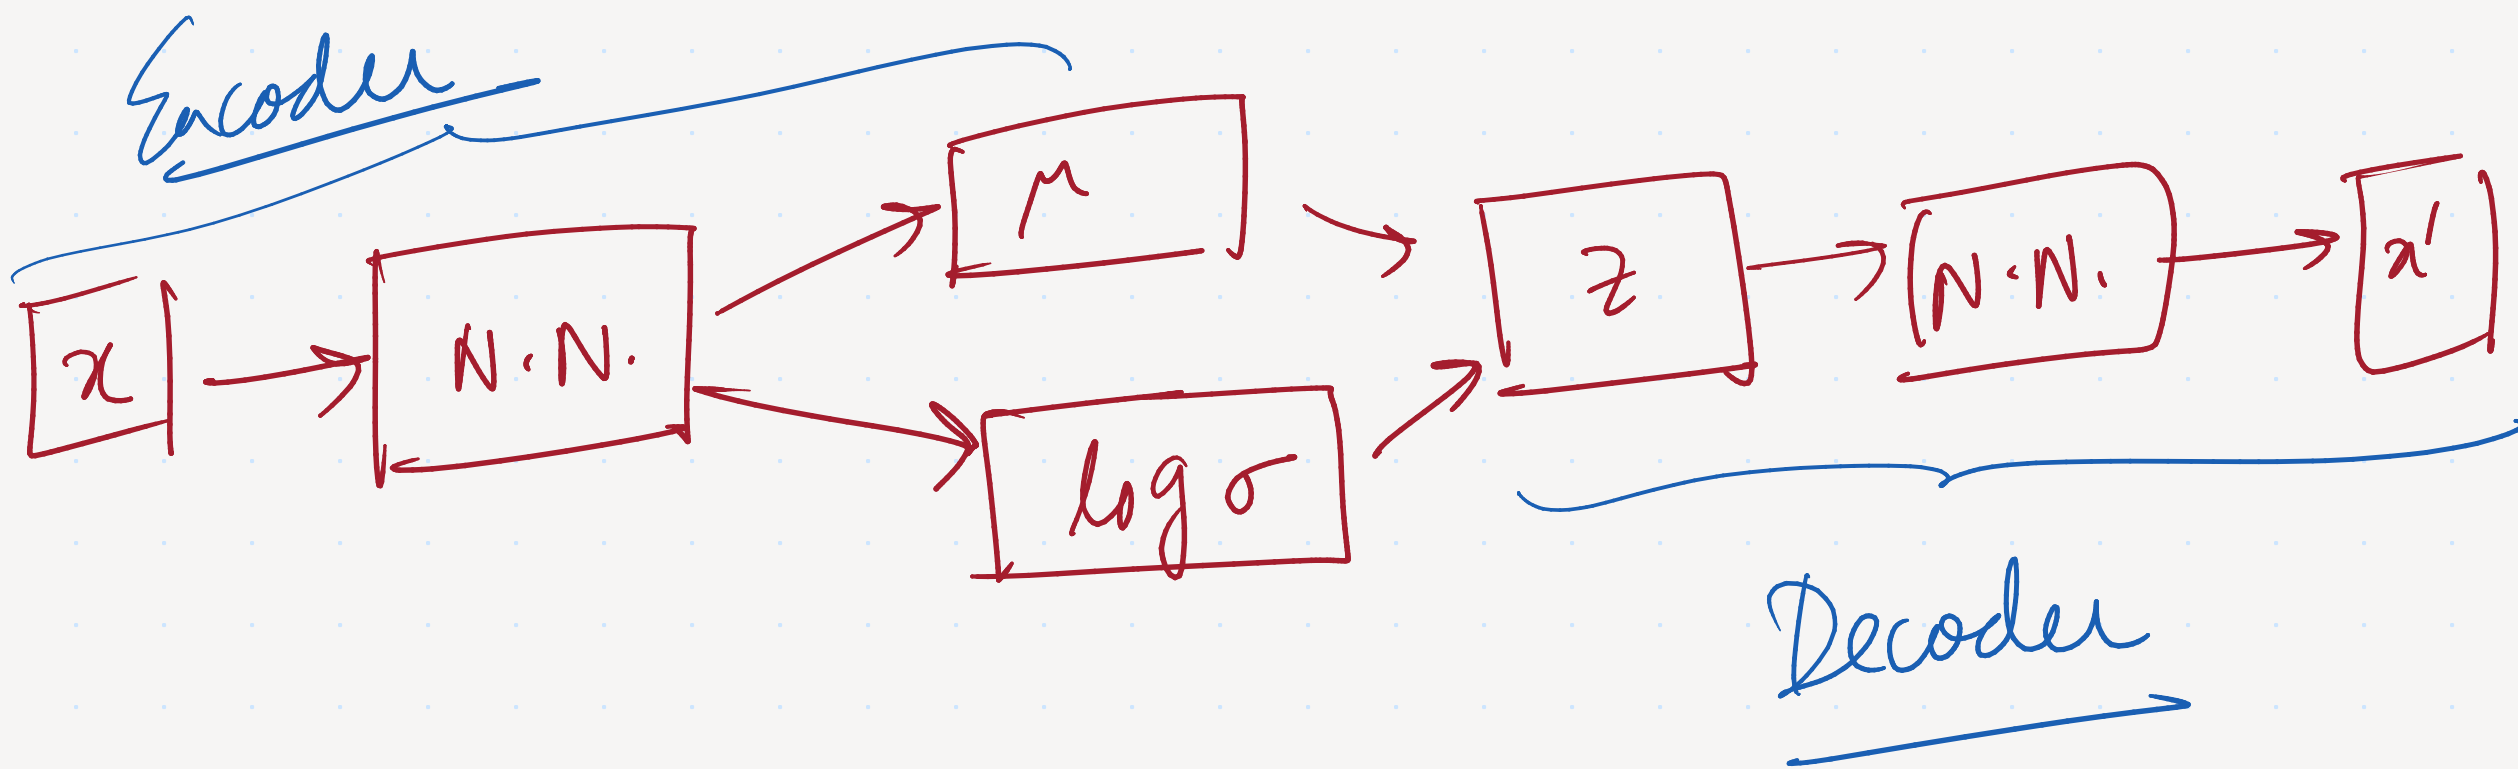 Encoder
x
N.N.
μ
log σ
z
N.N.
x'
Decoder